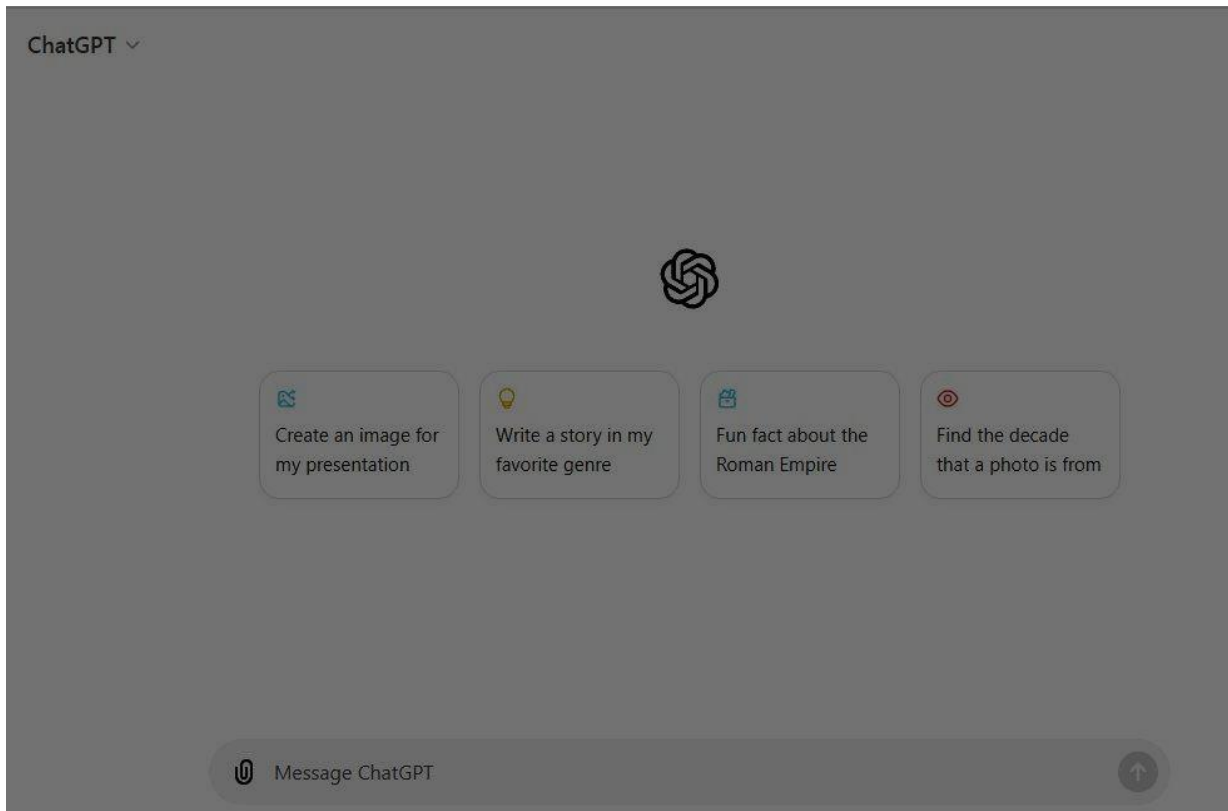 ChatGPT
Create an image for
my presentation
Write a story in my
favorite genre
Fun fact about the
Roman Empire
Find the decade
that a photo is from
Message ChatGPT